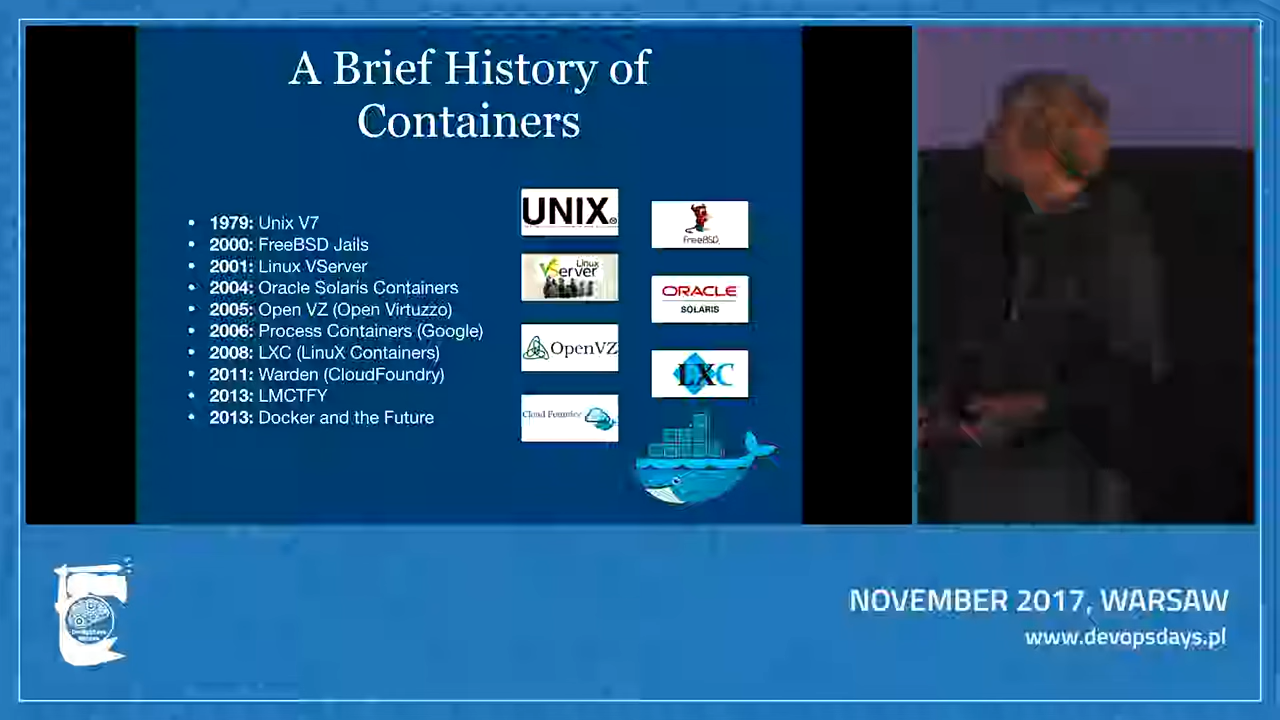 A Brief History of
Containers
• 1979: Unix V7
• 2000: FreeBSD Jails
• 2001: Linux VServer
• 2004: Oracle Solaris Containers
• 2005: Open VZ (Open Virtuzzo)
• 2006: Process Containers (Google)
• 2008: LXC (LinuX Containers)
• 2011: Warden (CloudFoundry)
• 2013: LMCTFY
• 2013: Docker and the Future
UNIX®
FreeBSD
Linux
VServer
ORACLE
SOLARIS
OpenVZ
LXC
Cloud Foundry
NOVEMBER 2017, WARSAW
www.devopsdays.pl